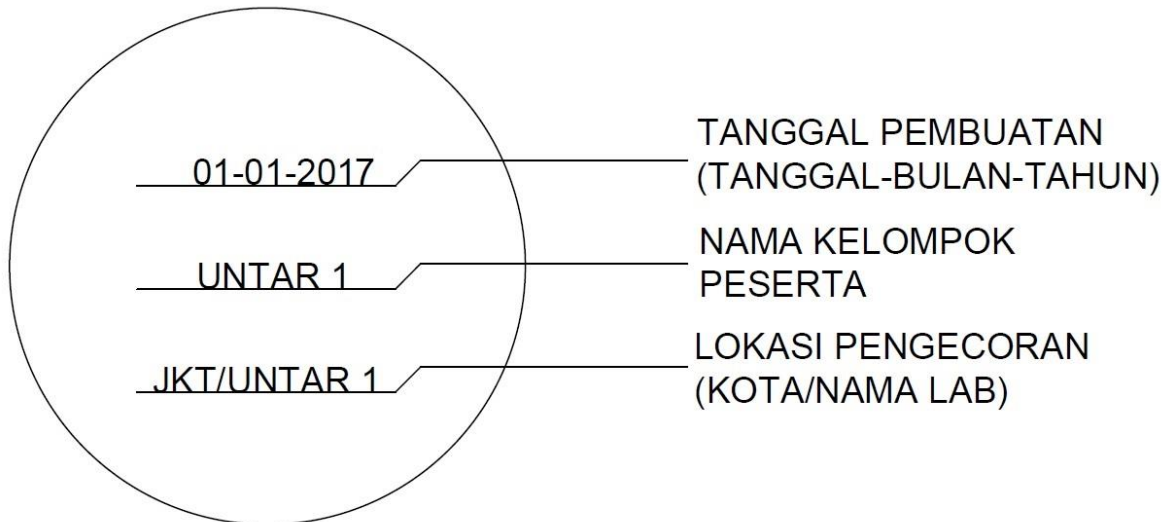 01-01-2017
TANGGAL PEMBUATAN
(TANGGAL-BULAN-TAHUN)
UNTAR 1
NAMA KELOMPOK
PESERTA
JKT/UNTAR 1
LOKASI PENGECORAN
(KOTA/NAMA LAB)